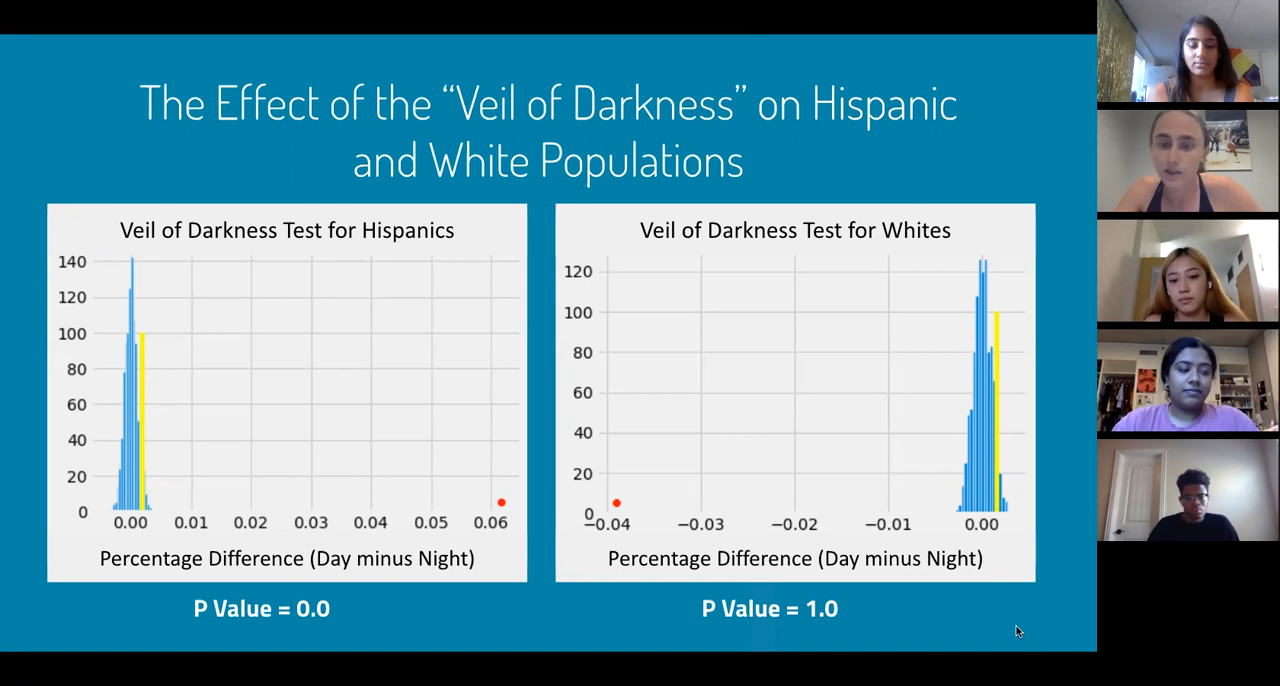 The Effect of the “Veil of Darkness” on Hispanic
and White Populations
Veil of Darkness Test for Hispanics
140
120
100
80
60
40
20
0
0.00 0.01 0.02 0.03 0.04 0.05 0.06
Percentage Difference (Day minus Night)
P Value = 0.0
Veil of Darkness Test for Whites
120
100
80
60
40
20
0
−0.04 −0.03 −0.02 −0.01 0.00
Percentage Difference (Day minus Night)
P Value = 1.0